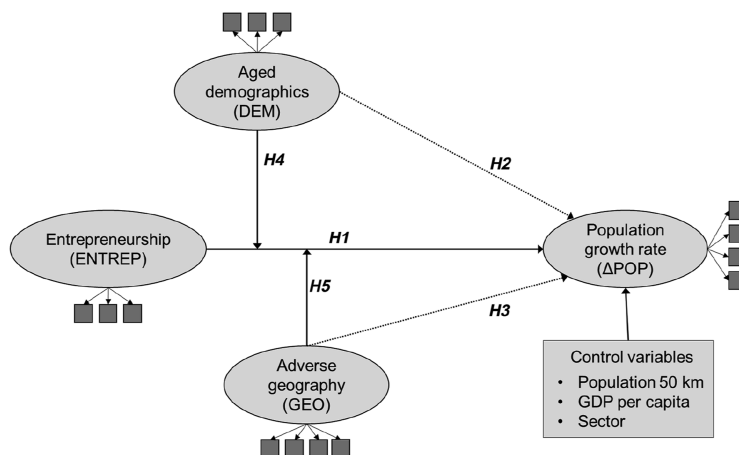 Aged
demographics
(DEM)
H4
H2
Entrepreneurship
(ENTREP)
H1
Population
growth rate
(ΔPOP)
H5
H3
Adverse
geography
(GEO)
Control variables
• Population 50 km
• GDP per capita
• Sector